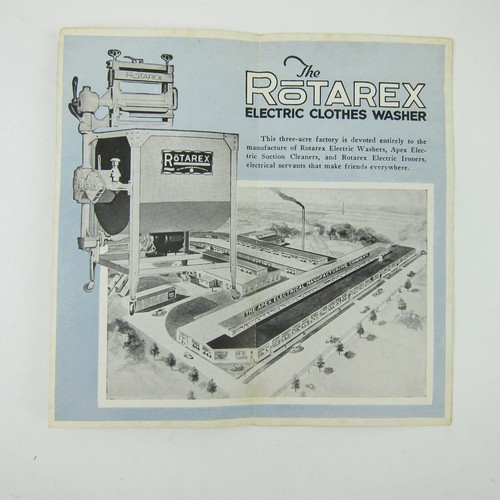 The
ROTAREX
ELECTRIC CLOTHES WASHER
This three-acre factory is devoted entirely to the
manufacture of Rotarex Electric Washers, Apex Elec-
tric Suction Cleaners, and Rotarex Electric Ironers,
electrical servants that make friends everywhere.
ROTAREX
ROTAREX
THE APEX ELECTRICAL MANUFACTURING COMPANY